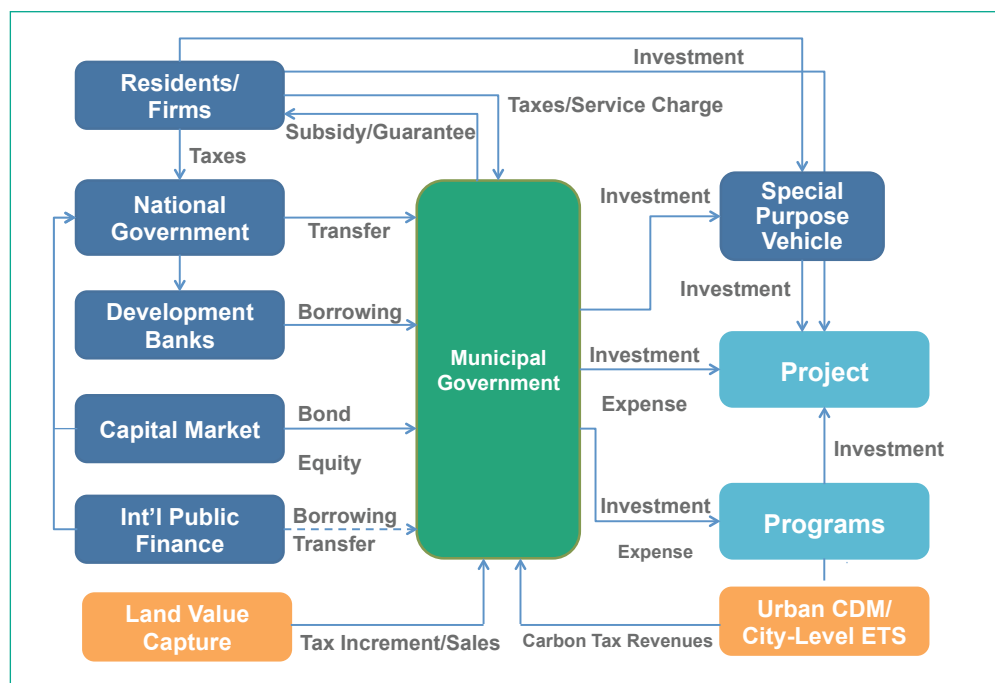 Investment
Residents/
Firms
Taxes/Service Charge
Subsidy/Guarantee
Taxes
National
Government
Transfer
Investment
Special
Purpose
Vehicle
Investment
Development
Banks
Borrowing
Municipal
Government
Investment
Project
Expense
Capital Market
Bond
Equity
Investment
Int’l Public
Finance
Borrowing
Transfer
Investment
Programs
Expense
Land Value
Capture
Tax Increment/Sales
Carbon Tax Revenues
Urban CDM/
City-Level ETS